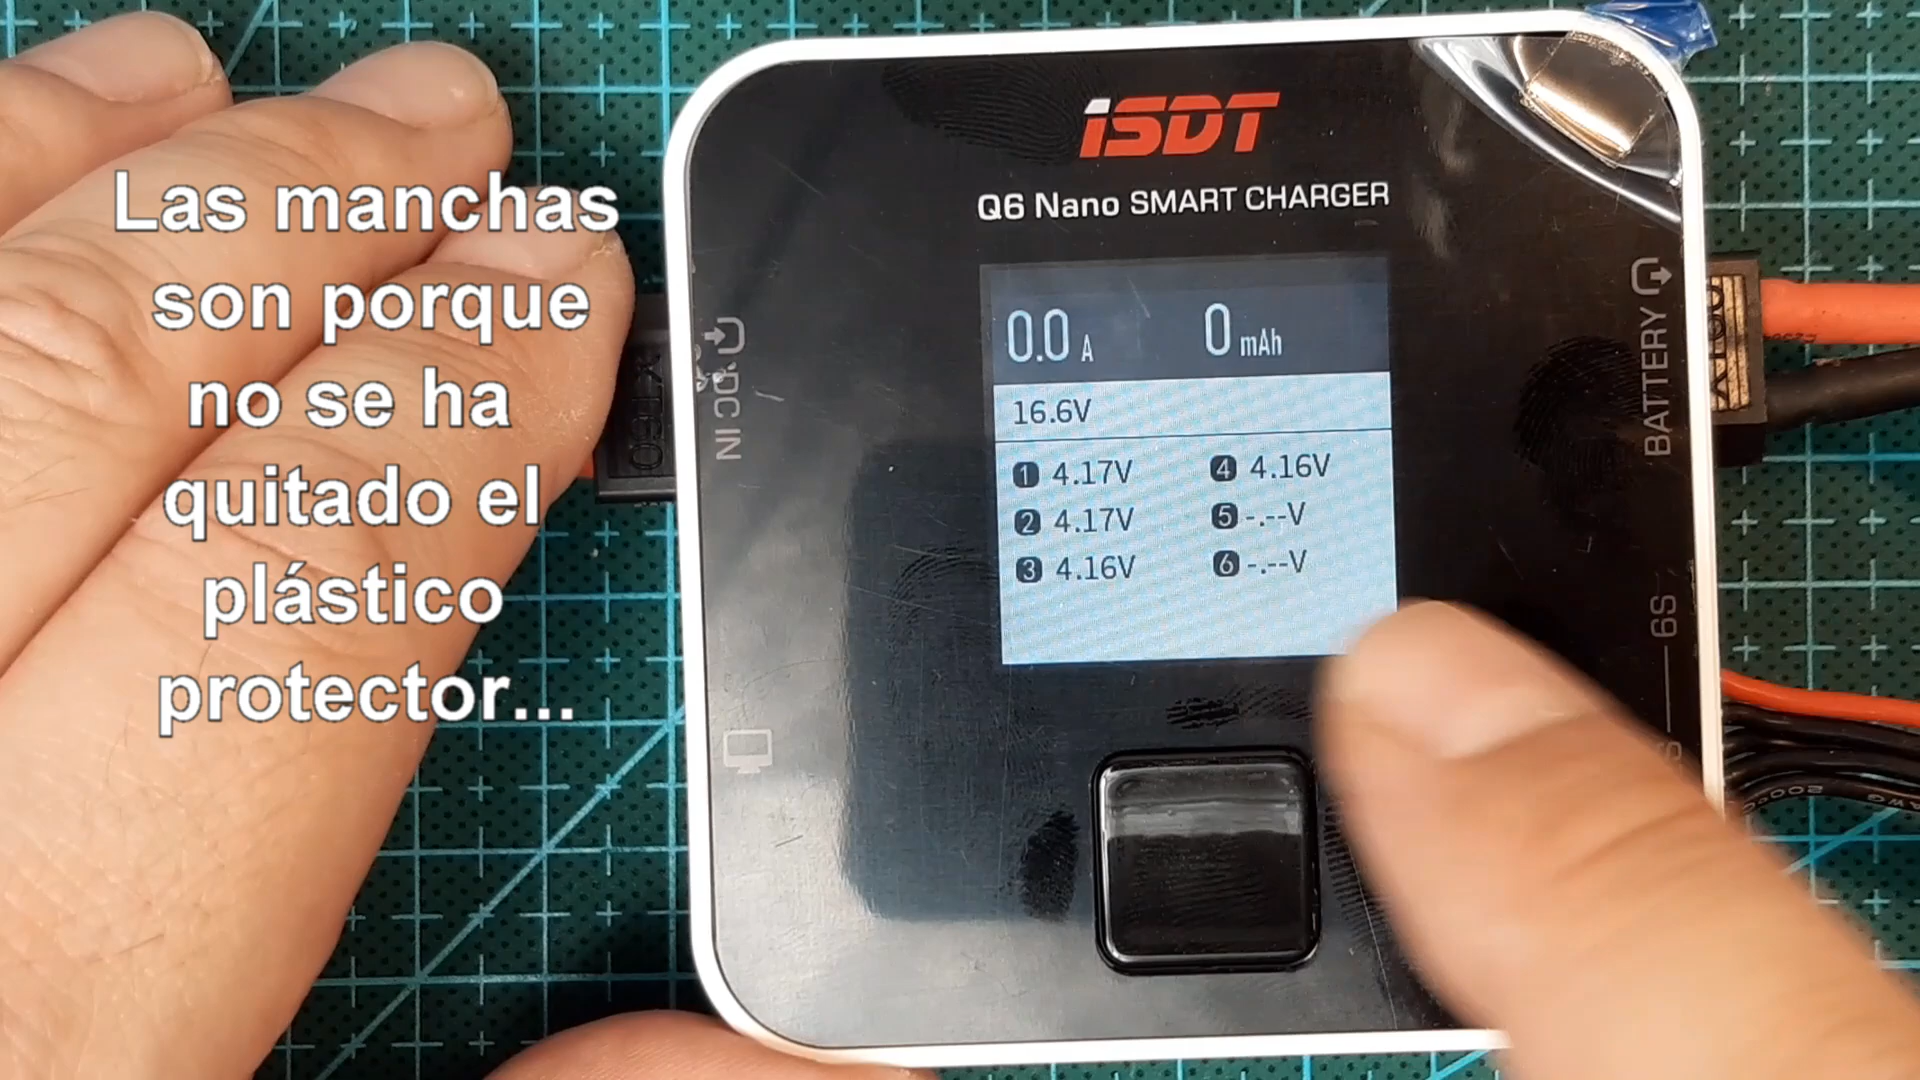 Las manchas
son porque
no se ha
quitado el
plástico
protector...
iSDT
Q6 Nano SMART CHARGER
0.0 A 0 mAh
16.6V
1 4.17V 4 4.16V
2 4.17V 5 -.--V
3 4.16V 6 -.--V
DC IN
BATTERY
6S
XT60